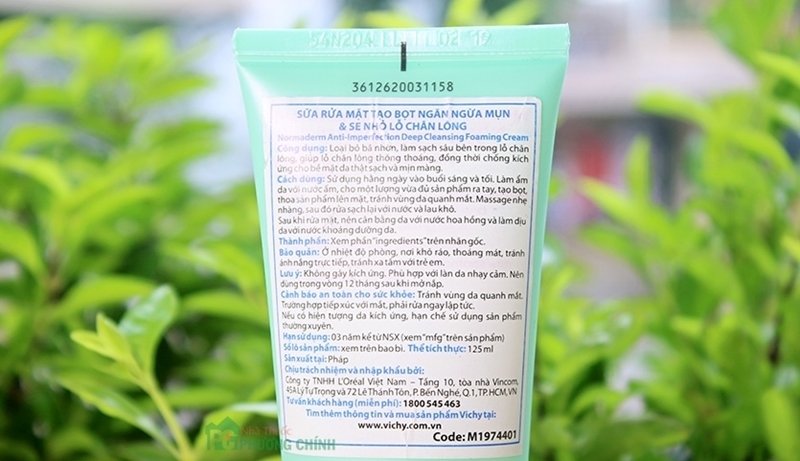 3612620031158
SỮA RỬA MẶT TẠO BỌT NGĂN NGỪA MỤN
& SE NHỎ LỖ CHÂN LÔNG
Normaderm Anti-Imperfection Deep Cleansing Foaming Cream
Công dụng: Loại bỏ bã nhờn, làm sạch sâu bên trong lỗ chân
lông, giúp lỗ chân lông thông thoáng, đồng thời chống kích
ứng cho bề mặt da thật sạch và mịn màng.
Cách dùng: Sử dụng hằng ngày vào buổi sáng và tối. Làm ẩm
da với nước ấm, cho một lượng vừa đủ sản phẩm ra tay, tạo bọt,
thoa sản phẩm lên mặt, tránh vùng da quanh mắt. Massage nhẹ
nhàng, sau đó rửa sạch lại với nước và lau khô.
Sau khi rửa mặt, nên cân bằng da với nước hoa hồng và làm dịu
da với nước khoáng dưỡng da.
Thành phần: Xem phần "ingredients" trên nhãn gốc.
Bảo quản: Ở nhiệt độ phòng, nơi khô ráo, thoáng mát, tránh
ánh nắng trực tiếp, tránh xa tầm với trẻ em.
Lưu ý: Không gây kích ứng. Phù hợp với làn da nhạy cảm. Nên
dùng trong vòng 12 tháng sau khi mở nắp.
Cảnh báo an toàn cho sức khỏe: Tránh vùng da quanh mắt.
Trường hợp tiếp xúc với mắt, phải rửa ngay lập tức.
Nếu có hiện tượng da kích ứng, hạn chế sử dụng sản phẩm
thường xuyên.
Hạn sử dụng: 03 năm kể từ NSX (xem "mfg" trên sản phẩm)
Số lô sản phẩm: xem trên bao bì. Thể tích thực: 125 ml
Sản xuất tại: Pháp
Chịu trách nhiệm và nhập khẩu bởi:
Công ty TNHH L'Oréal Việt Nam – Tầng 10, tòa nhà Vincom,
45A Lý Tự Trọng và 72 Lê Thánh Tôn, P. Bến Nghé, Q.1, TP.HCM, VN
Tư vấn khách hàng (miễn phí): 1800 545 463
Tìm thêm thông tin và mua sản phẩm Vichy tại:
www.vichy.com.vn
Code: M1974401
PHƯƠNG CHÍNH